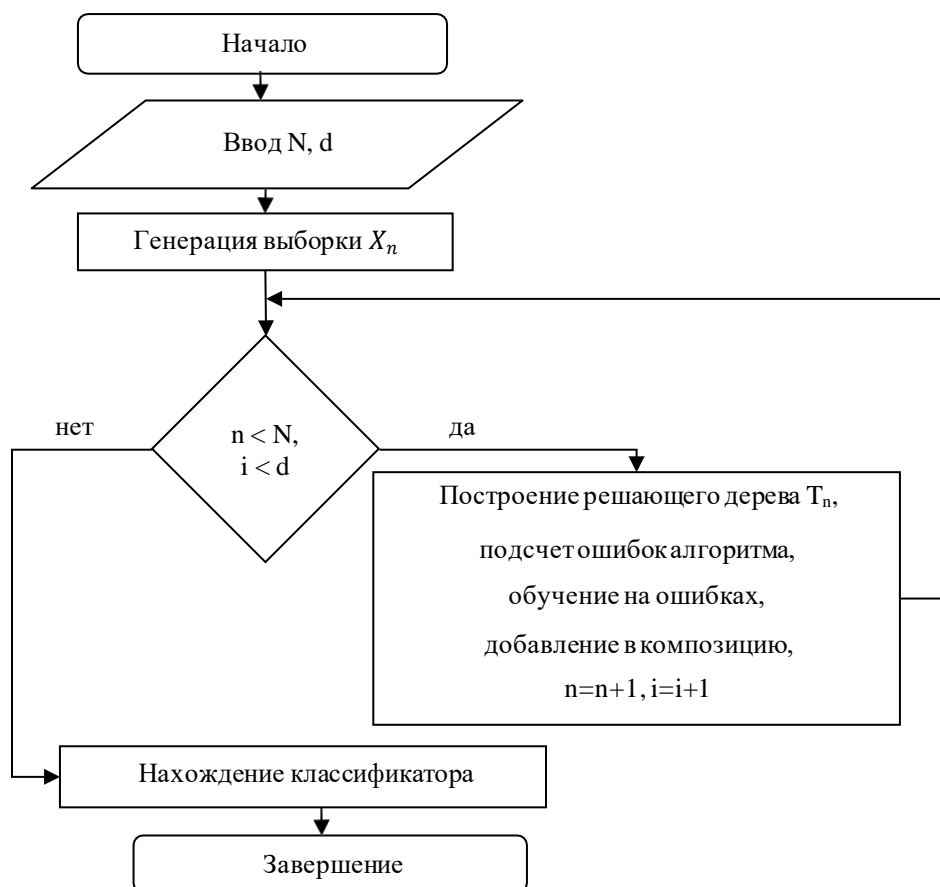 Начало
Ввод N, d
Генерация выборки Xₙ
n < N,
i < d
нет
да
Построение решающего дерева Tₙ,
подсчет ошибок алгоритма,
обучение на ошибках,
добавление в композицию,
n=n+1, i=i+1
Нахождение классификатора
Завершение